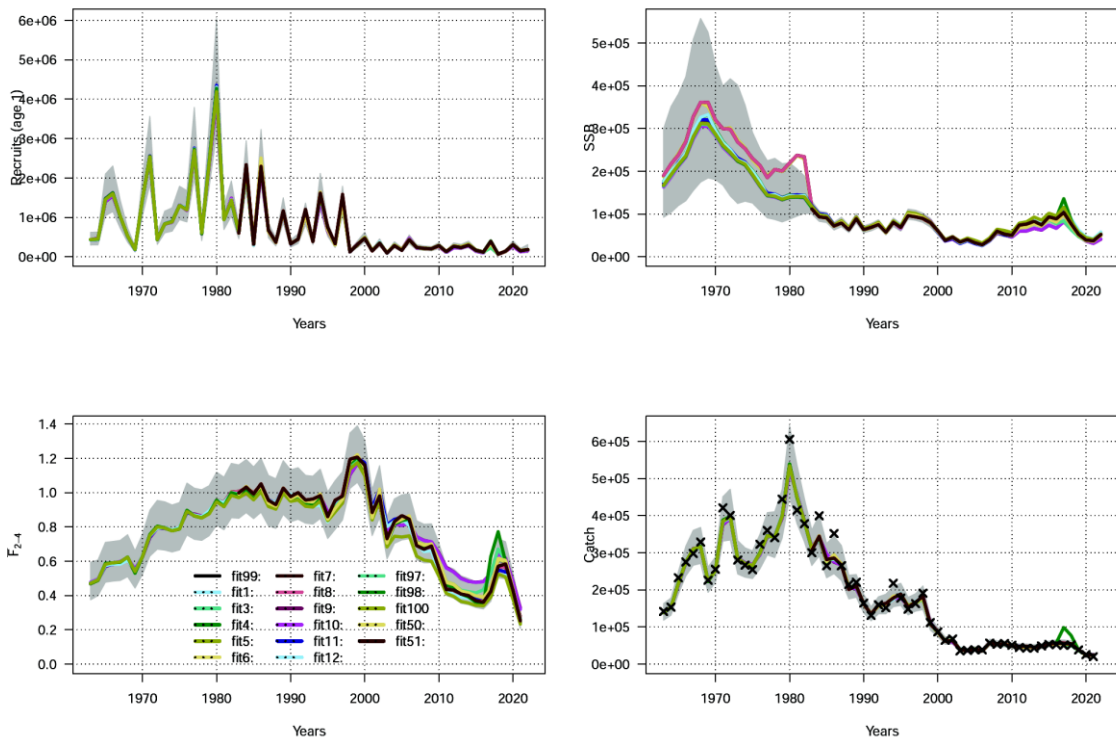 6e+06
5e+06
4e+06
3e+06
2e+06
1e+06
0e+00
Recruits (age 1)
1970 1980 1990 2000 2010 2020
Years
5e+05
4e+05
3e+05
2e+05
1e+05
0e+00
SSB
1970 1980 1990 2000 2010 2020
Years
1.4
1.2
1.0
0.8
0.6
0.4
0.2
0.0
F2-4
fit99: fit7: fit97:
fit1: fit8: fit98:
fit3: fit9: fit100
fit4: fit10: fit50:
fit5: fit11: fit51:
fit6: fit12:
1970 1980 1990 2000 2010 2020
Years
6e+05
5e+05
4e+05
3e+05
2e+05
1e+05
0e+00
Catch
1970 1980 1990 2000 2010 2020
Years